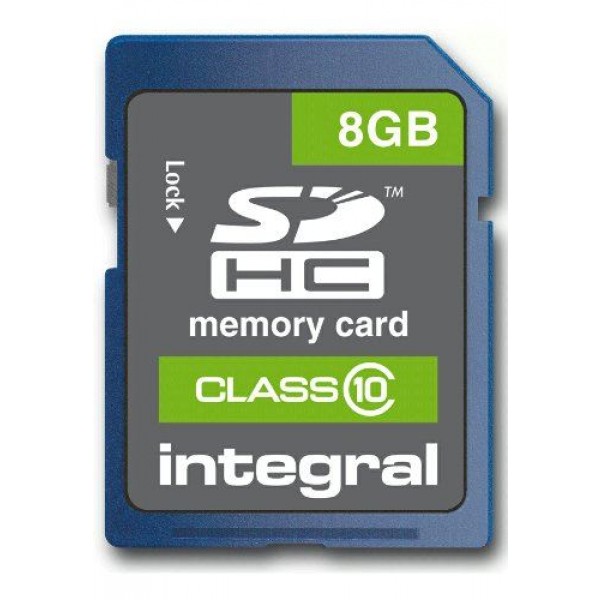 8GB
Lock
SD™
HC
memory card
CLASS 10
integral